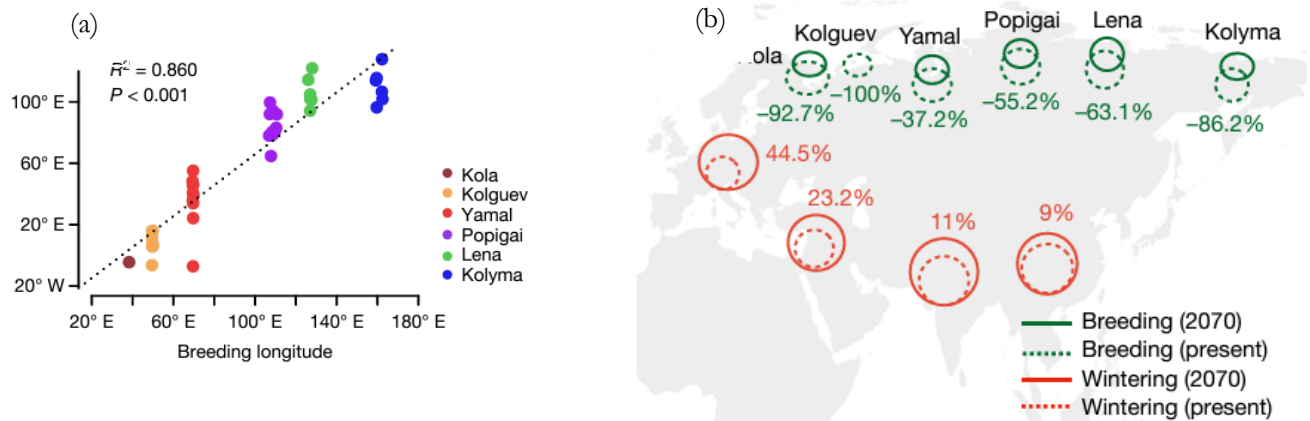 (a)
R̄² = 0.860
P < 0.001
100° E
60° E
20° E
20° W
20° E
60° E
100° E
140° E
180° E
Breeding longitude
Kola
Kolguev
Yamal
Popigai
Lena
Kolyma
(b)
ola
Kolguev
Yamal
Popigai
Lena
Kolyma
–92.7%
–100%
–37.2%
–55.2%
–63.1%
–86.2%
44.5%
23.2%
11%
9%
Breeding (2070)
Breeding (present)
Wintering (2070)
Wintering (present)